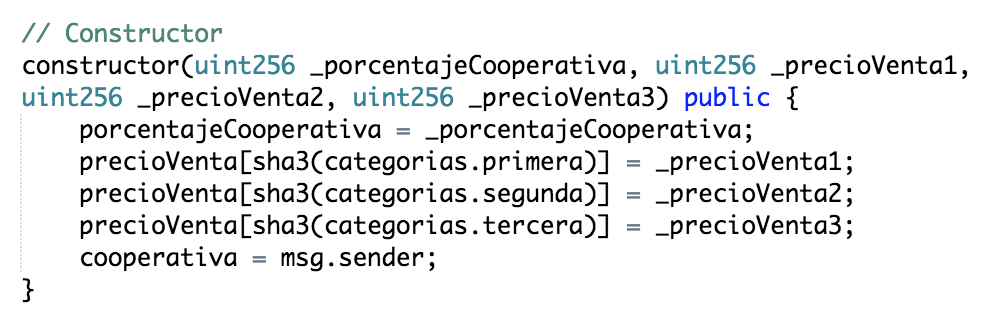 // Constructor
constructor(uint256 _porcentajeCooperativa, uint256 _precioVenta1,
uint256 _precioVenta2, uint256 _precioVenta3) public {
    porcentajeCooperativa = _porcentajeCooperativa;
    precioVenta[sha3(categorias.primera)] = _precioVenta1;
    precioVenta[sha3(categorias.segunda)] = _precioVenta2;
    precioVenta[sha3(categorias.tercera)] = _precioVenta3;
    cooperativa = msg.sender;
}